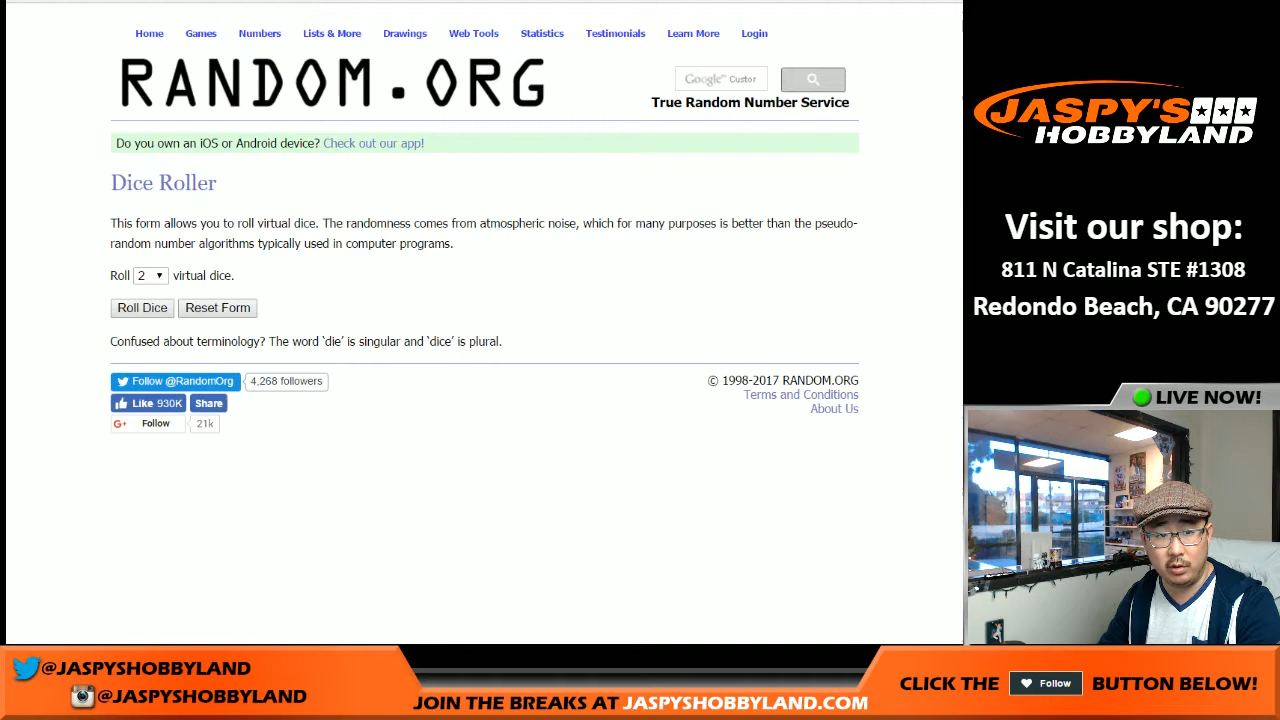 Home Games Numbers Lists & More Drawings Web Tools Statistics Testimonials Learn More Login
RANDOM.ORG
Google™ Custor
True Random Number Service
Do you own an iOS or Android device? Check out our app!
Dice Roller
This form allows you to roll virtual dice. The randomness comes from atmospheric noise, which for many purposes is better than the pseudo-
random number algorithms typically used in computer programs.
Roll 2 virtual dice.
Roll Dice Reset Form
Confused about terminology? The word ‘die’ is singular and ‘dice’ is plural.
Follow @RandomOrg 4,268 followers
Like 930K Share
G+ Follow 21k
© 1998-2017 RANDOM.ORG
Terms and Conditions
About Us
JASPY'S
HOBBYLAND
Visit our shop:
811 N Catalina STE #1308
Redondo Beach, CA 90277
LIVE NOW!
@JASPYSHOBBYLAND
@JASPYSHOBBYLAND
JOIN THE BREAKS AT JASPYSHOBBYLAND.COM
CLICK THE Follow BUTTON BELOW!